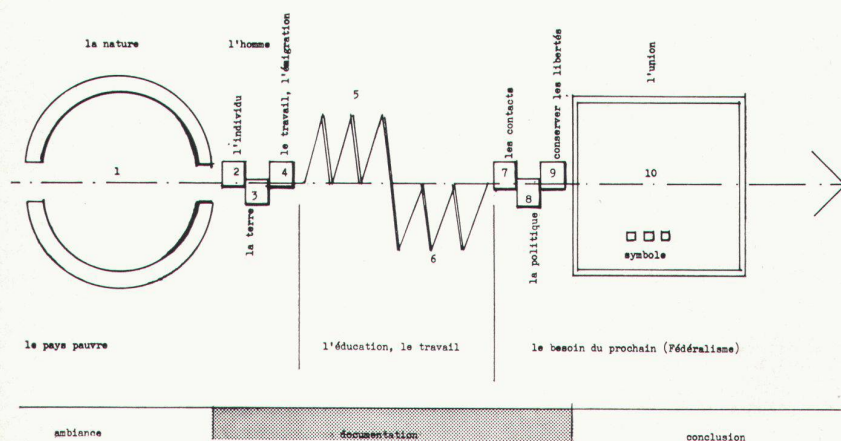 la nature
l'homme
l'individu
le travail, l'émigration
5
les contacts
conserver les libertés
l'union
1
2
3
4
7
8
9
10
la terre
6
la politique
symbole
le pays pauvre
l'éducation, le travail
le besoin du prochain (Fédéralisme)
ambiance
documentation
conclusion